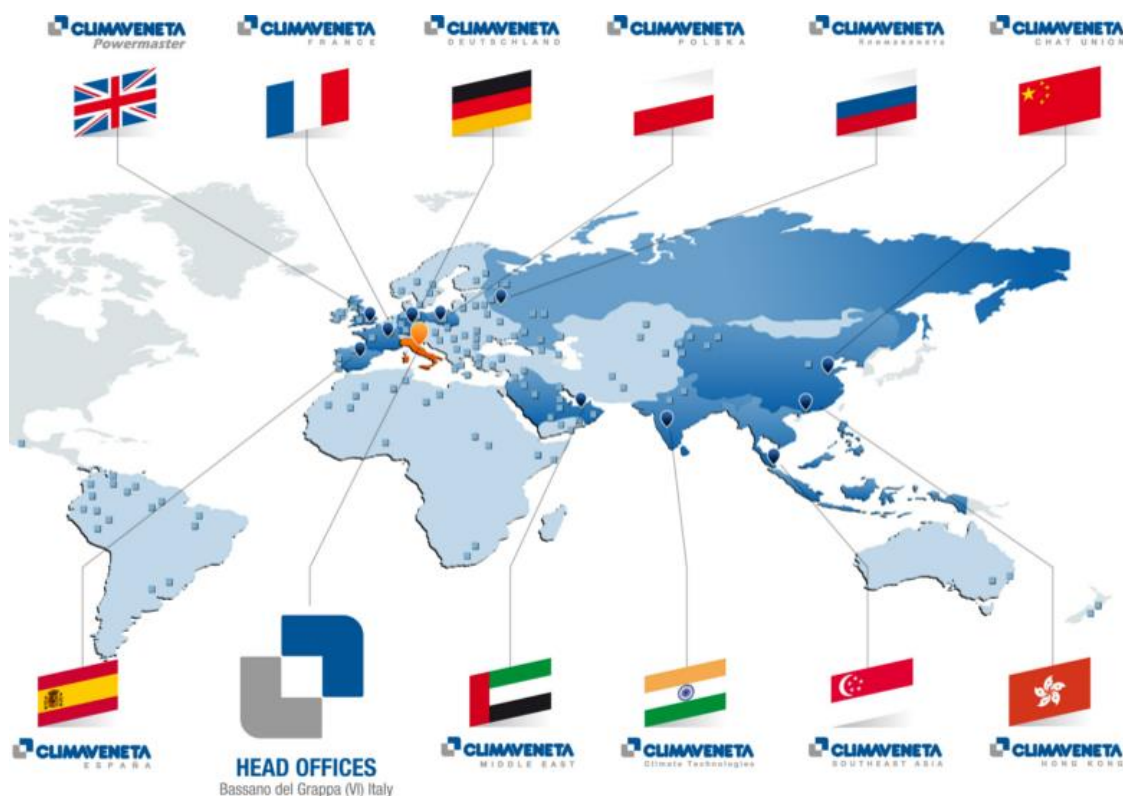 CLIMAVENETA
Powermaster
CLIMAVENETA
FRANCE
CLIMAVENETA
DEUTSCHLAND
CLIMAVENETA
POLSKA
CLIMAVENETA
CLIMAVENETA
CHAT UNION
CLIMAVENETA
ESPAÑA
HEAD OFFICES
Bassano del Grappa (VI) Italy
CLIMAVENETA
MIDDLE EAST
CLIMAVENETA
Climate Technologies
CLIMAVENETA
SOUTHEAST ASIA
CLIMAVENETA
HONG KONG